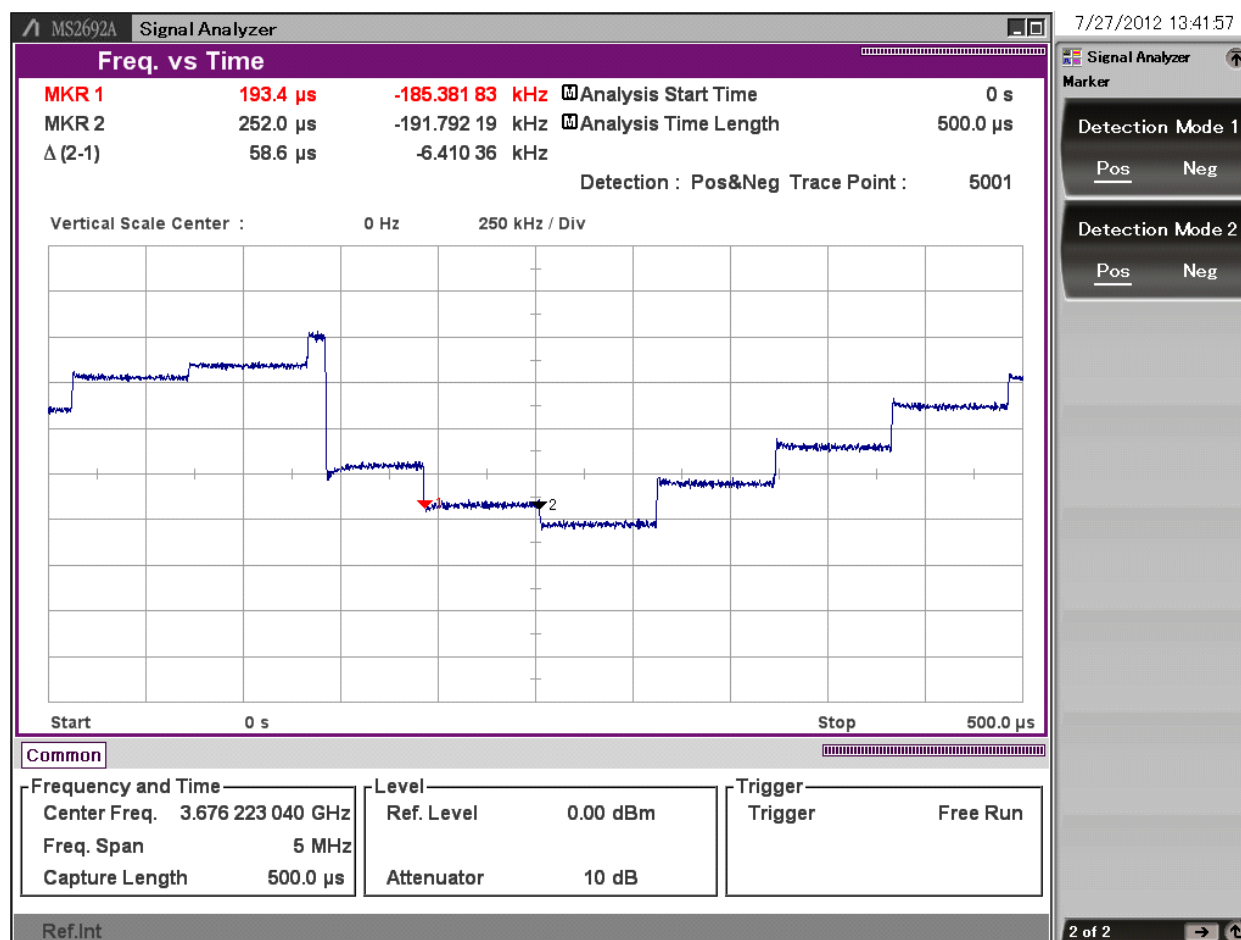 MS2692A Signal Analyzer
7/27/2012 13:41:57
Freq. vs Time
MKR 1 193.4 µs -185.381 83 kHz M Analysis Start Time 0 s
MKR 2 252.0 µs -191.792 19 kHz M Analysis Time Length 500.0 µs
Δ (2-1) 58.6 µs -6.410 36 kHz
Detection : Pos&Neg Trace Point : 5001
Vertical Scale Center : 0 Hz 250 kHz / Div
1
2
Start 0 s Stop 500.0 µs
Common
Frequency and Time
Center Freq. 3.676 223 040 GHz
Freq. Span 5 MHz
Capture Length 500.0 µs
Level
Ref. Level 0.00 dBm
Attenuator 10 dB
Trigger
Trigger Free Run
Ref.Int
Signal Analyzer
Marker
Detection Mode 1
Pos Neg
Detection Mode 2
Pos Neg
2 of 2